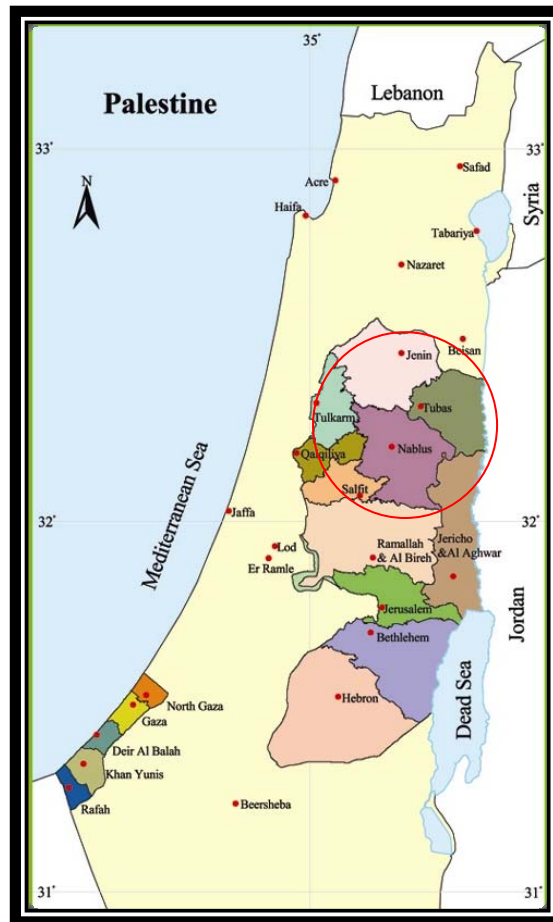 35°
Lebanon
Palestine
33°
33
Safad
Acre
Syria
N
Haifa
Tabariya
Nazaret
Beisan
Jenin
Tubas
Tulkarm
Nablus
Qalqiliya
Salfit
Mediterranean Sea
Jaffa
32°
32
Lod
Er Ramle
Ramallah
& Al Bireh
Jericho
&Al Aghwar
Jordan
Jerusalem
Bethlehem
Dead Sea
Hebron
North Gaza
Gaza
Deir Al Balah
Khan Yunis
Rafah
Beersheba
31°
31°